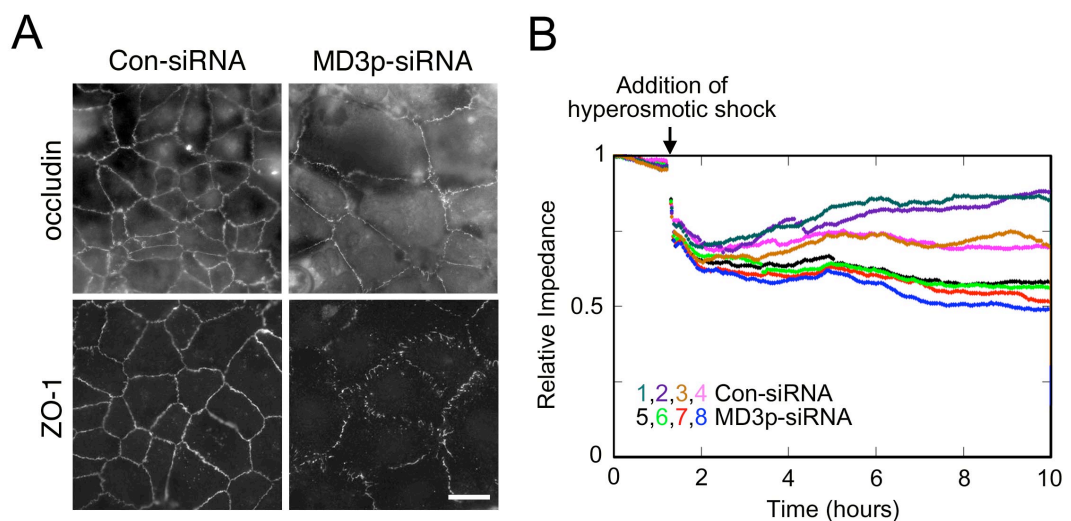 A
Con-siRNA
MD3p-siRNA
occludin
ZO-1
B
Addition of
hyperosmotic shock
1
0.5
0
Relative Impedance
1,2,3,4 Con-siRNA
5,6,7,8 MD3p-siRNA
0
2
4
6
8
10
Time (hours)